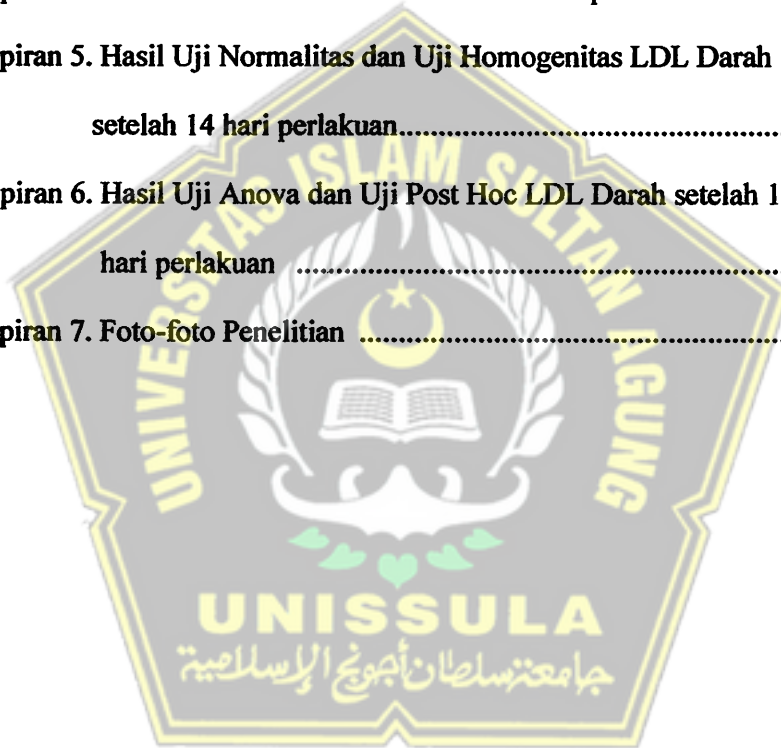 piran 5. Hasil Uji Normalitas dan Uji Homogenitas LDL Darah
setelah 14 hari perlakuan........................................................
piran 6. Hasil Uji Anova dan Uji Post Hoc LDL Darah setelah 1
hari perlakuan ........................................................................
piran 7. Foto-foto Penelitian ...............................................................
UNIVERSITAS ISLAM SULTAN AGUNG
UNISSULA
جامعتنسلطان أجونج الإسلامية